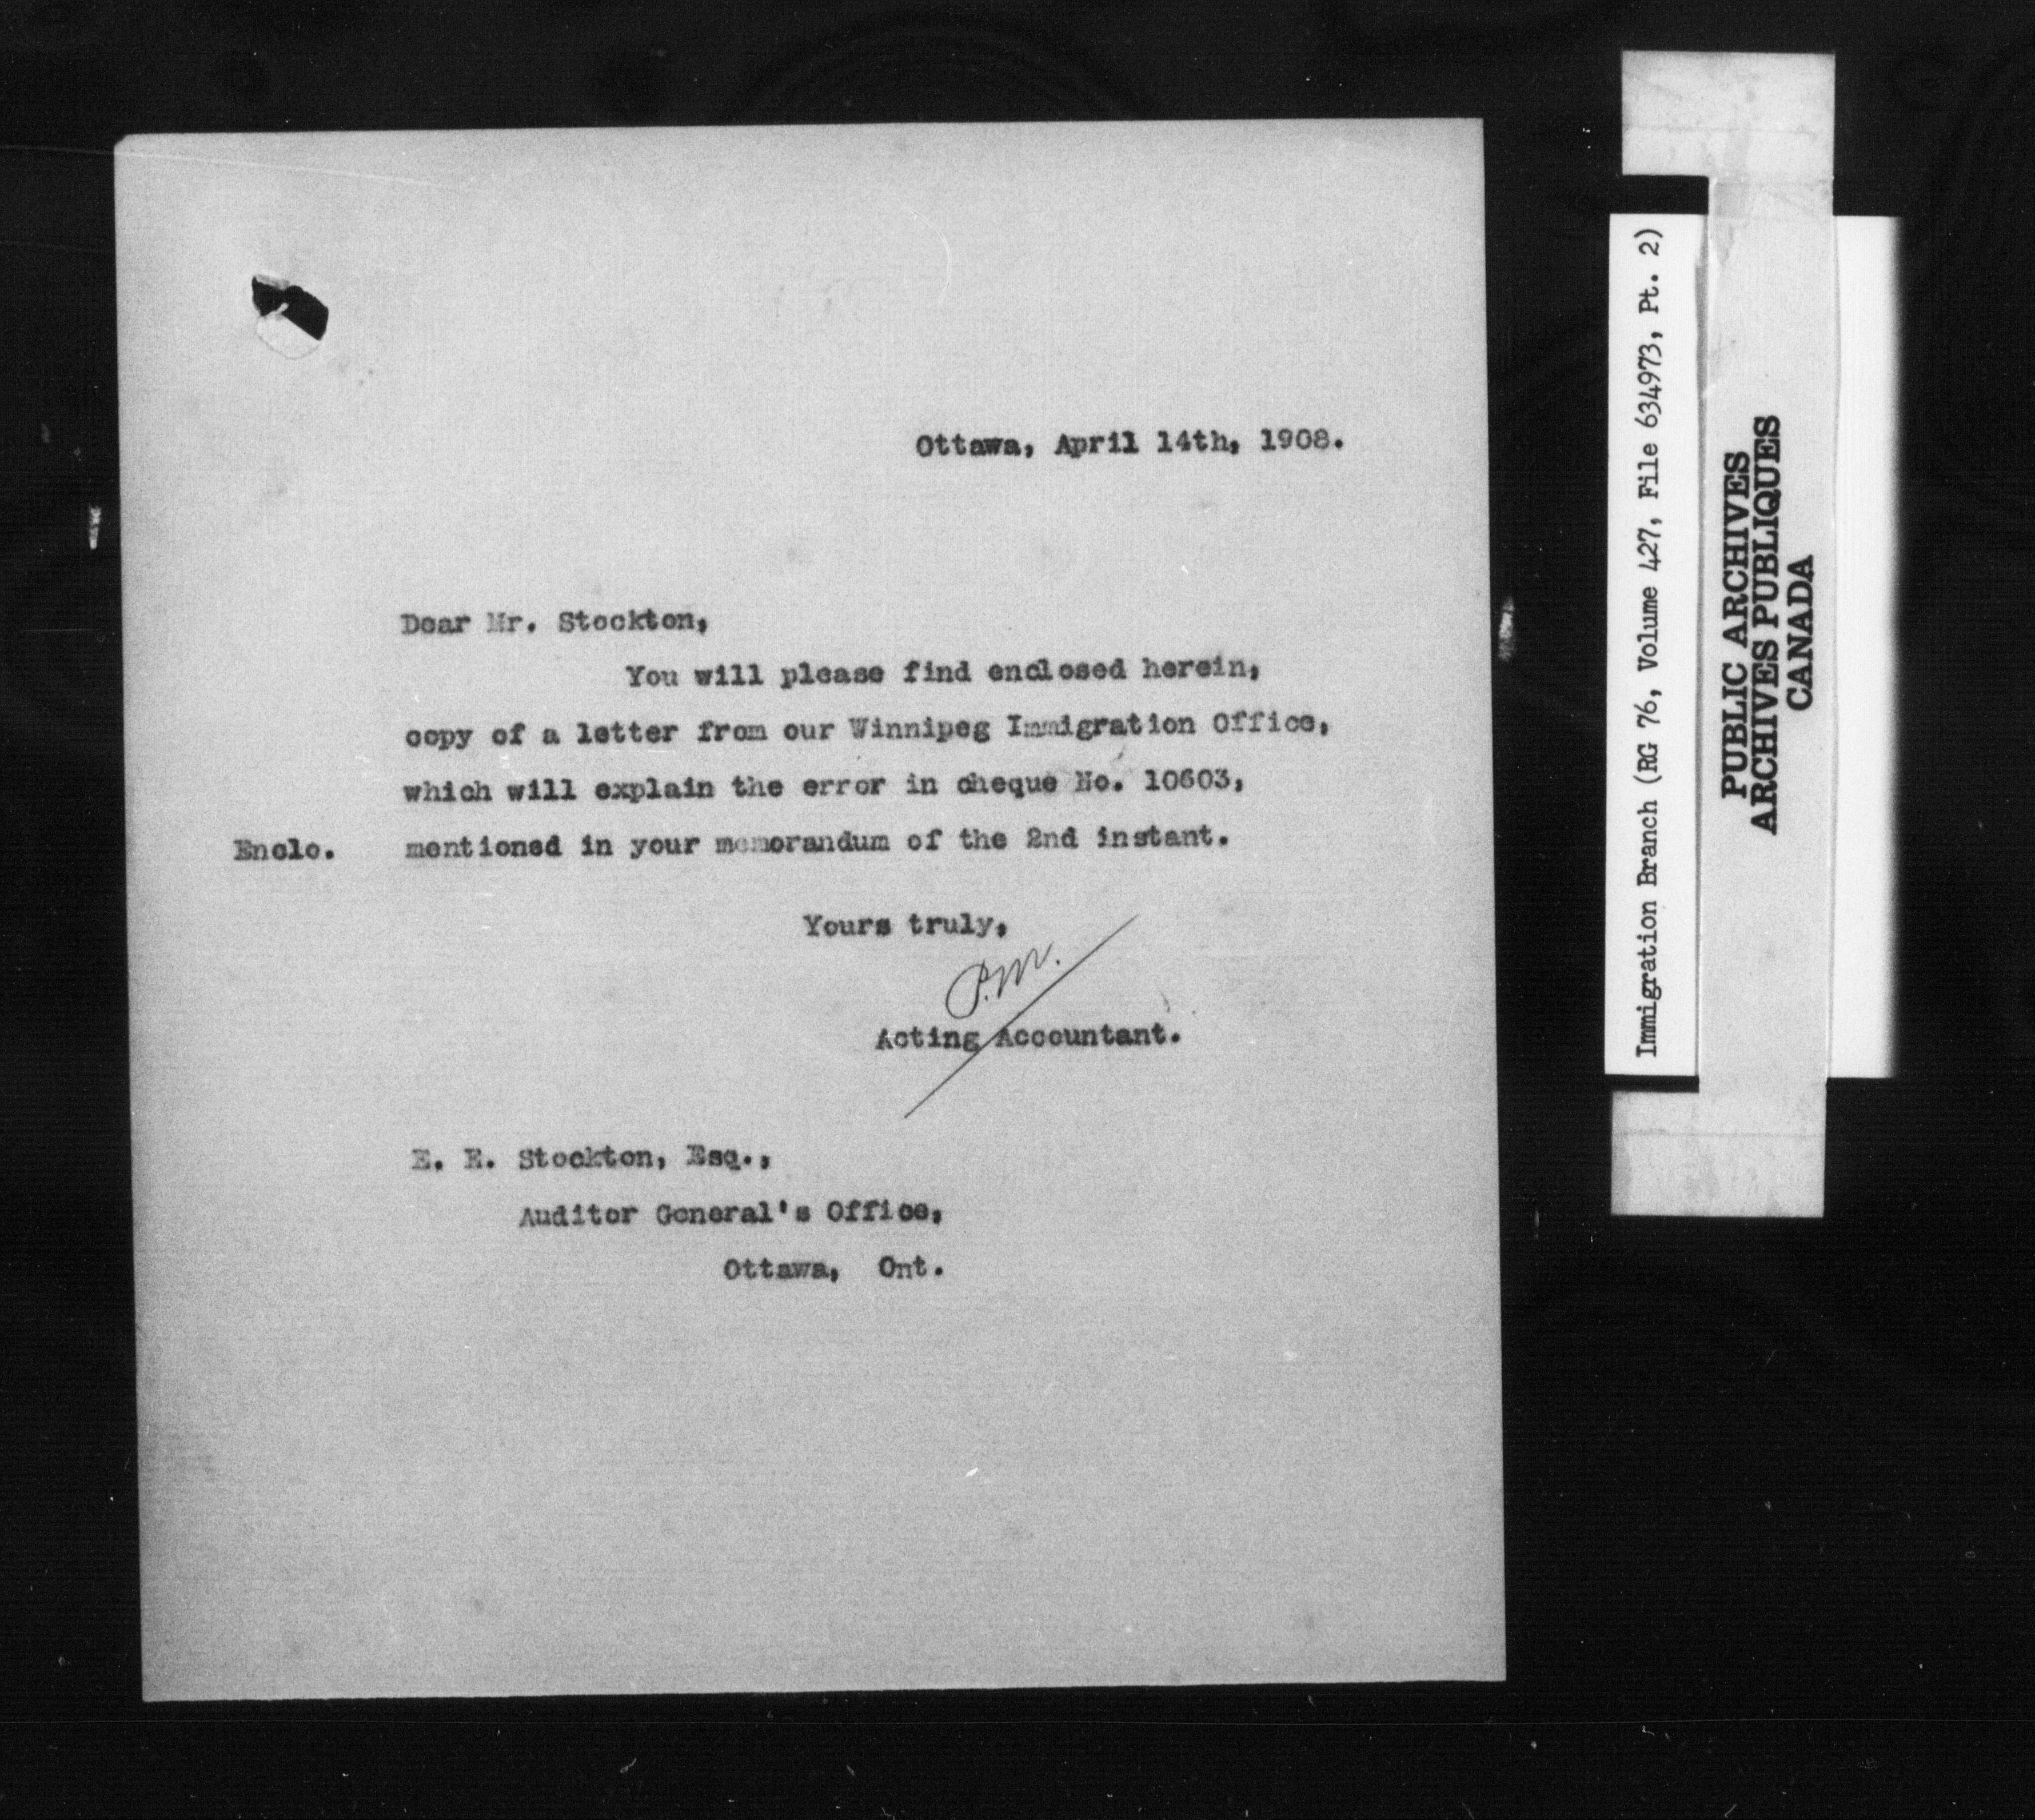 Ottawa, April 14th, 1908.
Dear Mr. Stockton,
You will please find enclosed herein,
copy of a letter from our Winnipeg Immigration Office,
which will explain the error in cheque No. 10603,
Enclo. mentioned in your memorandum of the 2nd instant.
Yours truly,
P.M.
Acting Accountant.
E. E. Stockton, Esq.,
Auditor General's Office,
Ottawa, Ont.
Immigration Branch (RG 76, Volume 427, File 634973, Pt. 2)
PUBLIC ARCHIVES
ARCHIVES PUBLIQUES
CANADA